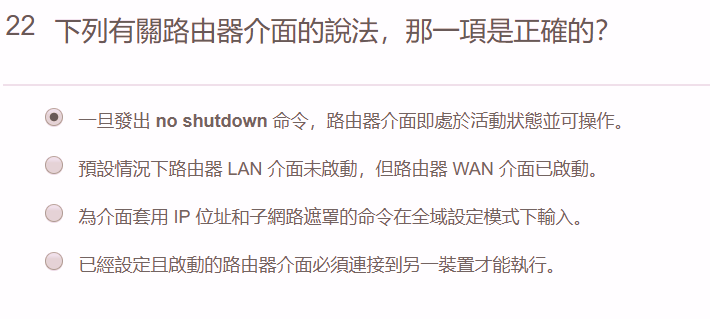 22 下列有關路由器介面的說法，那一項是正確的？
一旦發出 no shutdown 命令，路由器介面即處於活動狀態並可操作。
預設情況下路由器 LAN 介面未啟動，但路由器 WAN 介面已啟動。
為介面套用 IP 位址和子網路遮罩的命令在全域設定模式下輸入。
已經設定且啟動的路由器介面必須連接到另一裝置才能執行。